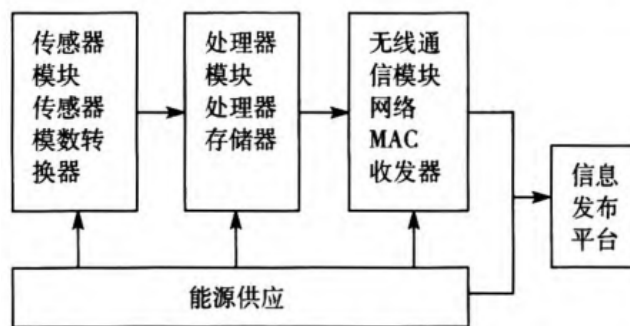 传感器
模块
传感器
模数转
换器
处理器
模块
处理器
存储器
无线通
信模块
网络
MAC
收发器
信息
发布
平台
能源供应